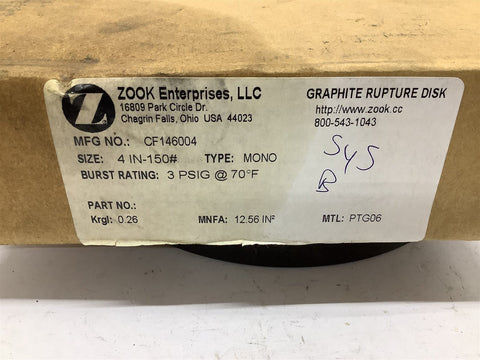 ZOOK Enterprises, LLC
16809 Park Circle Dr.
Chagrin Falls, Ohio USA 44023
GRAPHITE RUPTURE DISK
http://www.zook.cc
800-543-1043
MFG NO.: CF146004
SIZE: 4 IN-150# TYPE: MONO
BURST RATING: 3 PSIG @ 70°F
SYS
B
PART NO.:
Krgl: 0.26 MNFA: 12.56 IN² MTL: PTG06